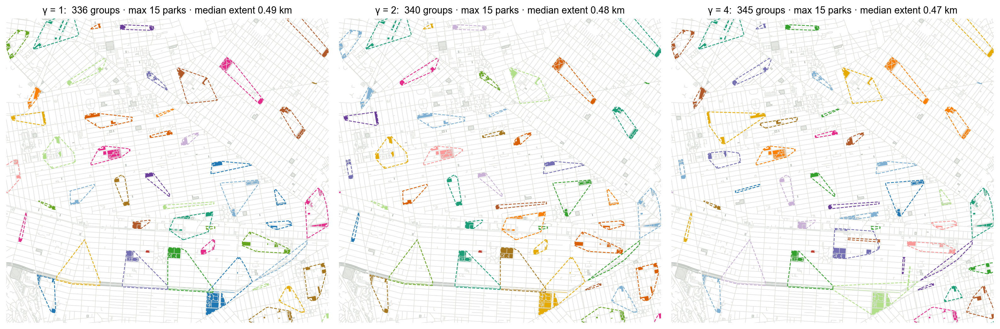 γ = 1:  336 groups · max 15 parks · median extent 0.49 km
γ = 2:  340 groups · max 15 parks · median extent 0.48 km
γ = 4:  345 groups · max 15 parks · median extent 0.47 km